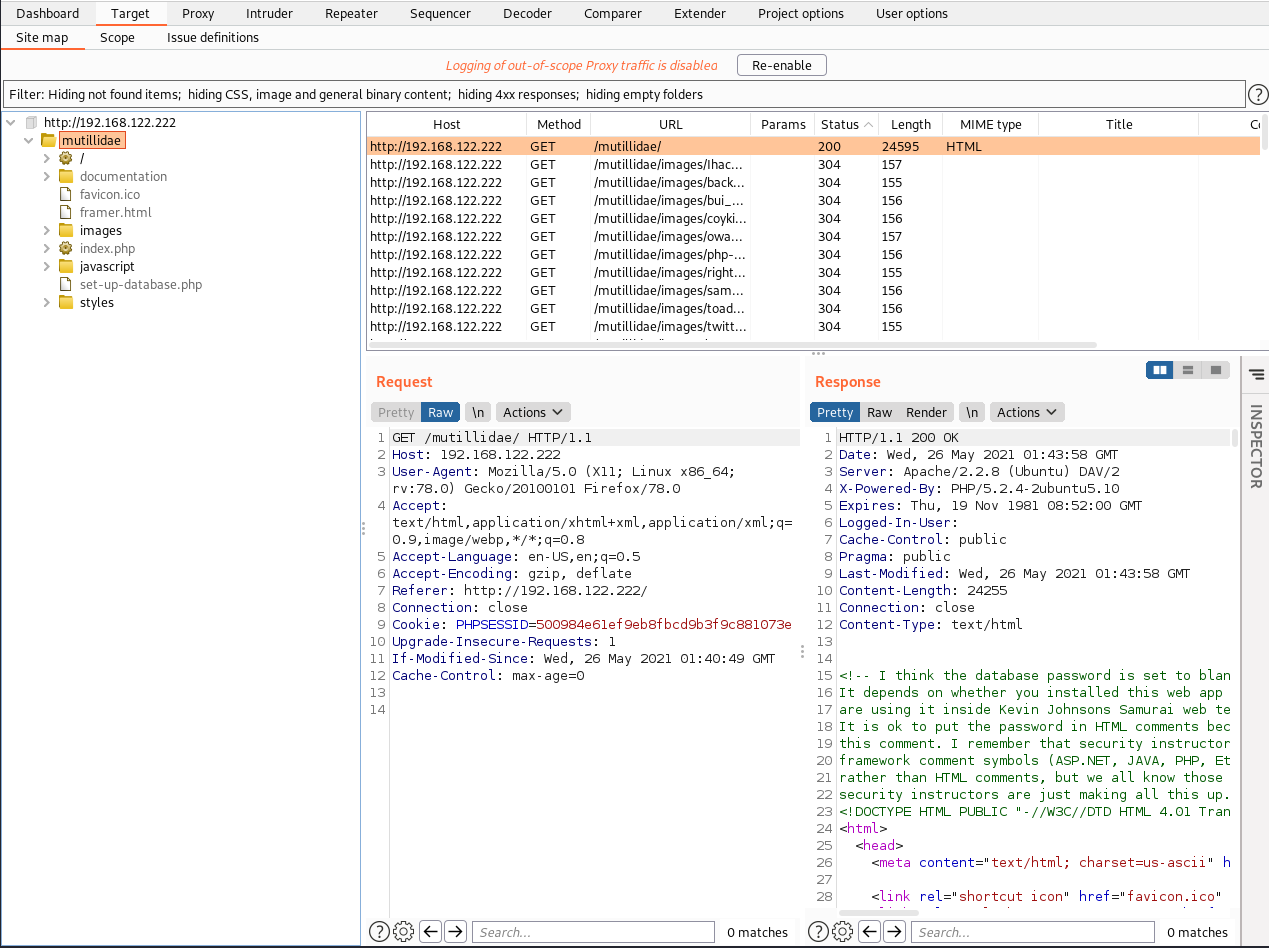 Dashboard Target Proxy Intruder Repeater Sequencer Decoder Comparer Extender Project options User options
Site map Scope Issue definitions
Logging of out-of-scope Proxy traffic is disabled Re-enable
Filter: Hiding not found items; hiding CSS, image and general binary content; hiding 4xx responses; hiding empty folders ?
http://192.168.122.222
mutillidae
/
documentation
favicon.ico
framer.html
images
index.php
javascript
set-up-database.php
styles
Host Method URL Params Status Length MIME type Title
http://192.168.122.222 GET /mutillidae/ 200 24595 HTML
http://192.168.122.222 GET /mutillidae/images/Ihac... 304 157
http://192.168.122.222 GET /mutillidae/images/back... 304 155
http://192.168.122.222 GET /mutillidae/images/bui_... 304 156
http://192.168.122.222 GET /mutillidae/images/coyki... 304 156
http://192.168.122.222 GET /mutillidae/images/owa... 304 157
http://192.168.122.222 GET /mutillidae/images/php-... 304 156
http://192.168.122.222 GET /mutillidae/images/right... 304 155
http://192.168.122.222 GET /mutillidae/images/sam... 304 156
http://192.168.122.222 GET /mutillidae/images/toad... 304 156
http://192.168.122.222 GET /mutillidae/images/twitt... 304 155
Request
Pretty Raw \n Actions
1 GET /mutillidae/ HTTP/1.1
2 Host: 192.168.122.222
3 User-Agent: Mozilla/5.0 (X11; Linux x86_64;
rv:78.0) Gecko/20100101 Firefox/78.0
4 Accept:
text/html,application/xhtml+xml,application/xml;q=
0.9,image/webp,*/*;q=0.8
5 Accept-Language: en-US,en;q=0.5
6 Accept-Encoding: gzip, deflate
7 Referer: http://192.168.122.222/
8 Connection: close
9 Cookie: PHPSESSID=500984e61ef9eb8fbcd9b3f9c881073e
10 Upgrade-Insecure-Requests: 1
11 If-Modified-Since: Wed, 26 May 2021 01:40:49 GMT
12 Cache-Control: max-age=0
13
14
? Search... 0 matches
Response
Pretty Raw Render \n Actions
1 HTTP/1.1 200 OK
2 Date: Wed, 26 May 2021 01:43:58 GMT
3 Server: Apache/2.2.8 (Ubuntu) DAV/2
4 X-Powered-By: PHP/5.2.4-2ubuntu5.10
5 Expires: Thu, 19 Nov 1981 08:52:00 GMT
6 Logged-In-User:
7 Cache-Control: public
8 Pragma: public
9 Last-Modified: Wed, 26 May 2021 01:43:58 GMT
10 Content-Length: 24255
11 Connection: close
12 Content-Type: text/html
13
14
15 <!-- I think the database password is set to blan
16 It depends on whether you installed this web app
17 are using it inside Kevin Johnsons Samurai web te
18 It is ok to put the password in HTML comments bec
19 this comment. I remember that security instructor
20 framework comment symbols (ASP.NET, JAVA, PHP, Et
21 rather than HTML comments, but we all know those
22 security instructors are just making all this up.
23 <!DOCTYPE HTML PUBLIC "-//W3C//DTD HTML 4.01 Tran
24 <html>
25 <head>
26 <meta content="text/html; charset=us-ascii" h
27
28 <link rel="shortcut icon" href="favicon.ico"
? Search... 0 matches
INSPECTOR